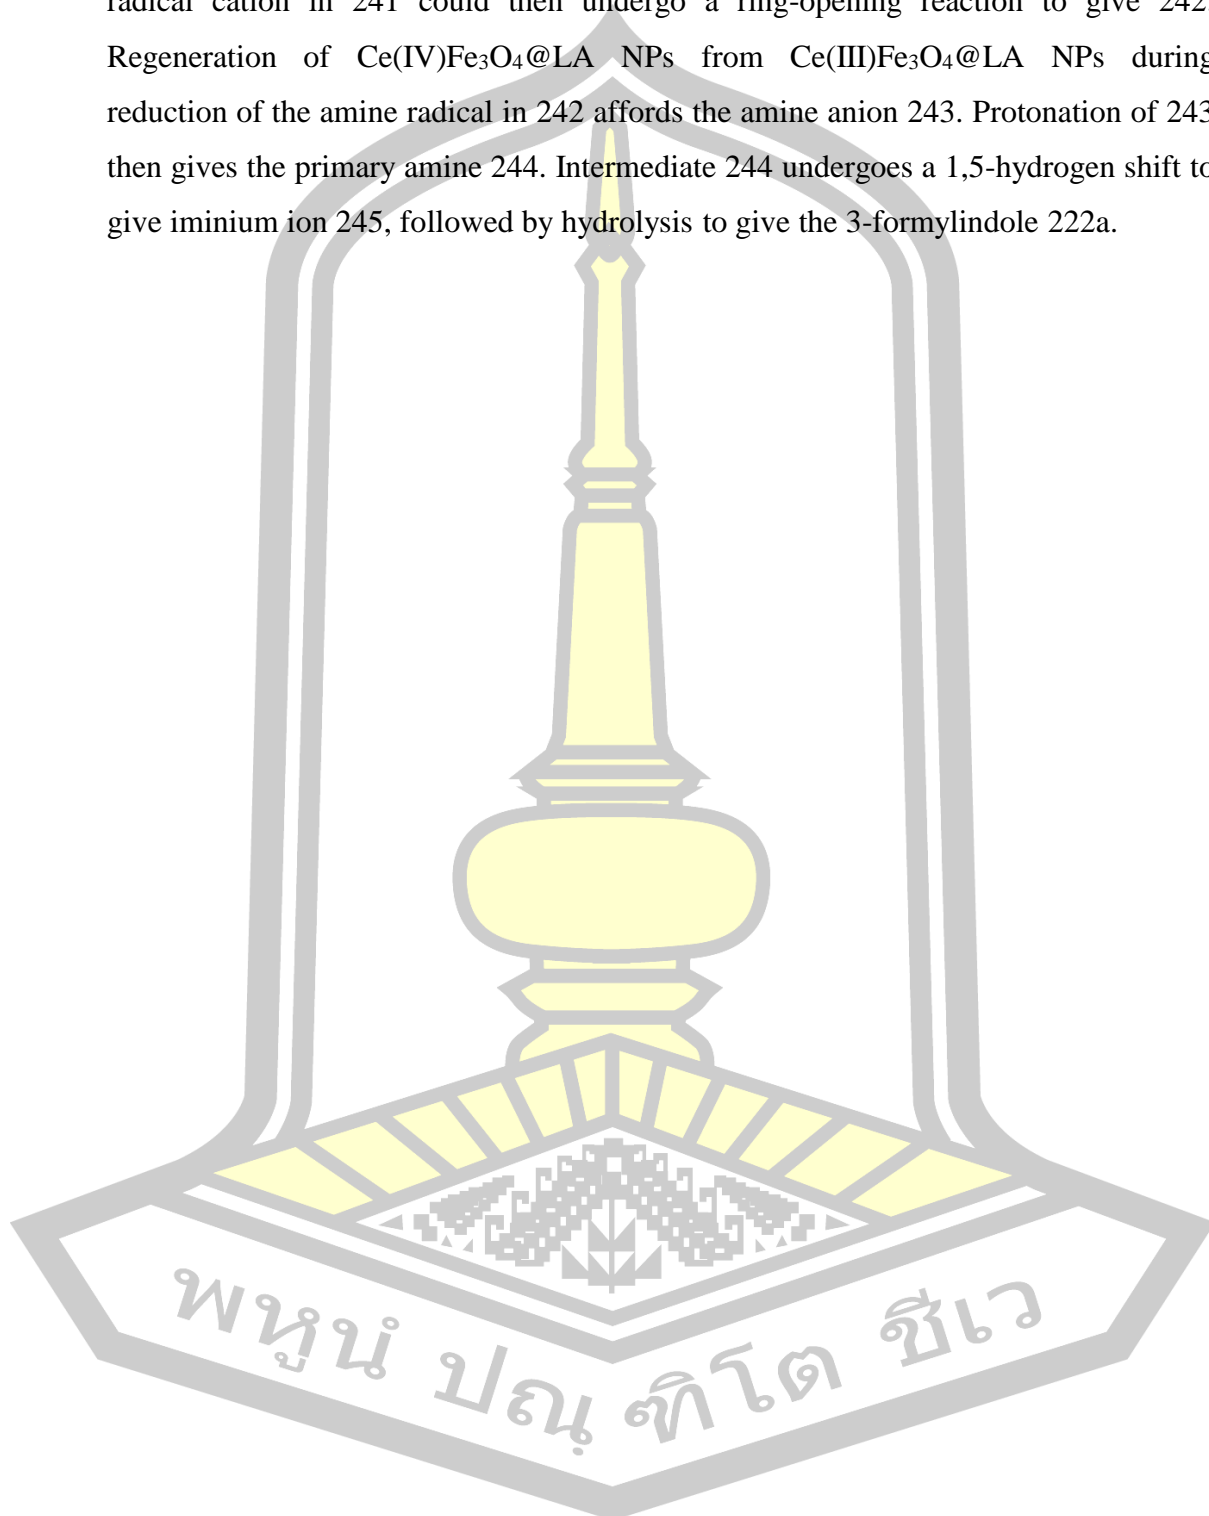 radical cation in 241 could then undergo a ring-opening reaction to give 242.
Regeneration of Ce(IV)Fe₃O₄@LA NPs from Ce(III)Fe₃O₄@LA NPs during
reduction of the amine radical in 242 affords the amine anion 243. Protonation of 243
then gives the primary amine 244. Intermediate 244 undergoes a 1,5-hydrogen shift to
give iminium ion 245, followed by hydrolysis to give the 3-formylindole 222a.
พหูนํ ปณฺฑิโต ชีเว